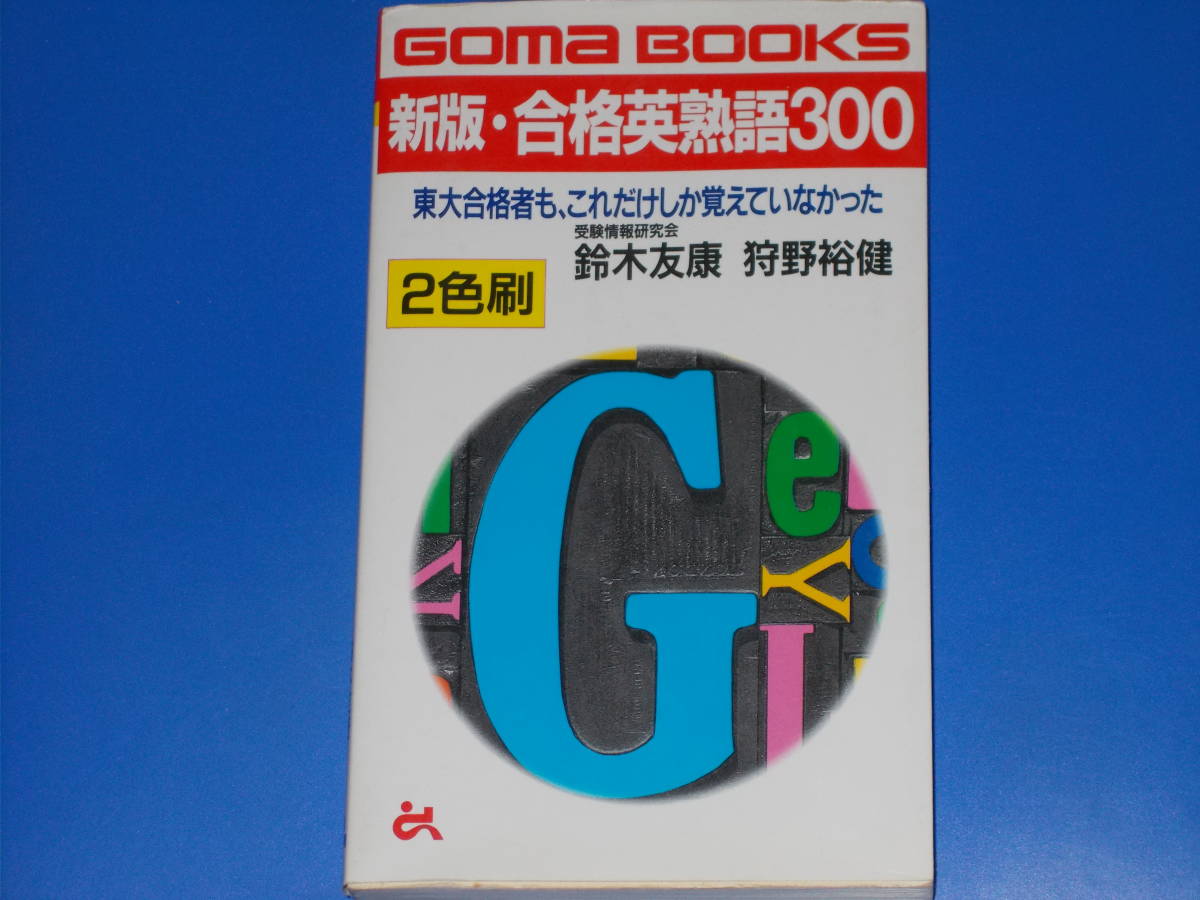 GOMA BOOKS
新版・合格英熟語300
東大合格者も、これだけしか覚えていなかった
受験情報研究会
鈴木友康 狩野裕健
2色刷
G
e
Y